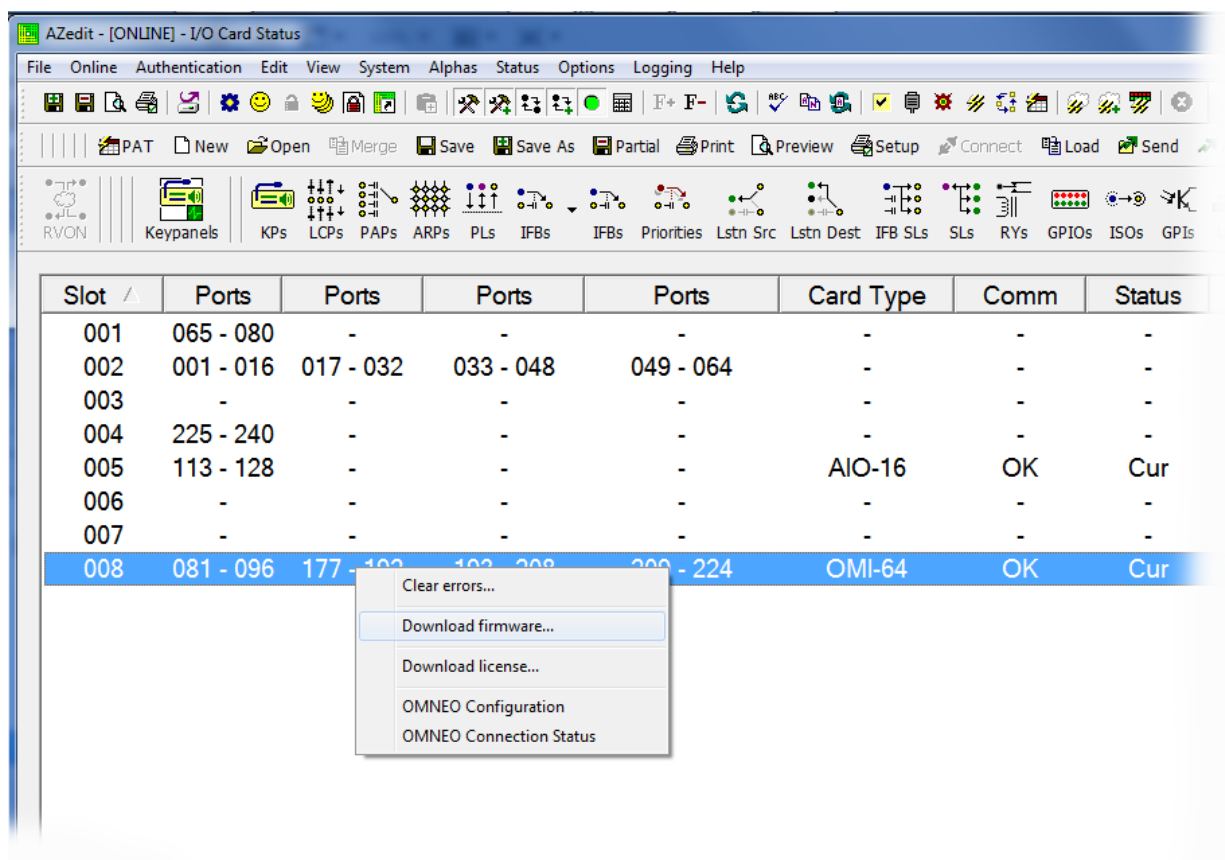 AZedit - [ONLINE] - I/O Card Status
File Online Authentication Edit View System Alphas Status Options Logging Help
F+ F-
PAT New Open Merge Save Save As Partial Print Preview Setup Connect Load Send
RVON Keypanels KPs LCPs PAPs ARPs PLs IFBs IFBs Priorities Lstn Src Lstn Dest IFB SLs SLs RYs GPIOs ISOs GPIs
Slot Ports Ports Ports Ports Card Type Comm Status
001 065 - 080 - - - - - -
002 001 - 016 017 - 032 033 - 048 049 - 064 - - -
003 - - - - - - -
004 225 - 240 - - - - - -
005 113 - 128 - - - AIO-16 OK Cur
006 - - - - - - -
007 - - - - - - -
008 081 - 096 177 - 192 193 - 208 209 - 224 OMI-64 OK Cur
Clear errors...
Download firmware...
Download license...
OMNEO Configuration
OMNEO Connection Status